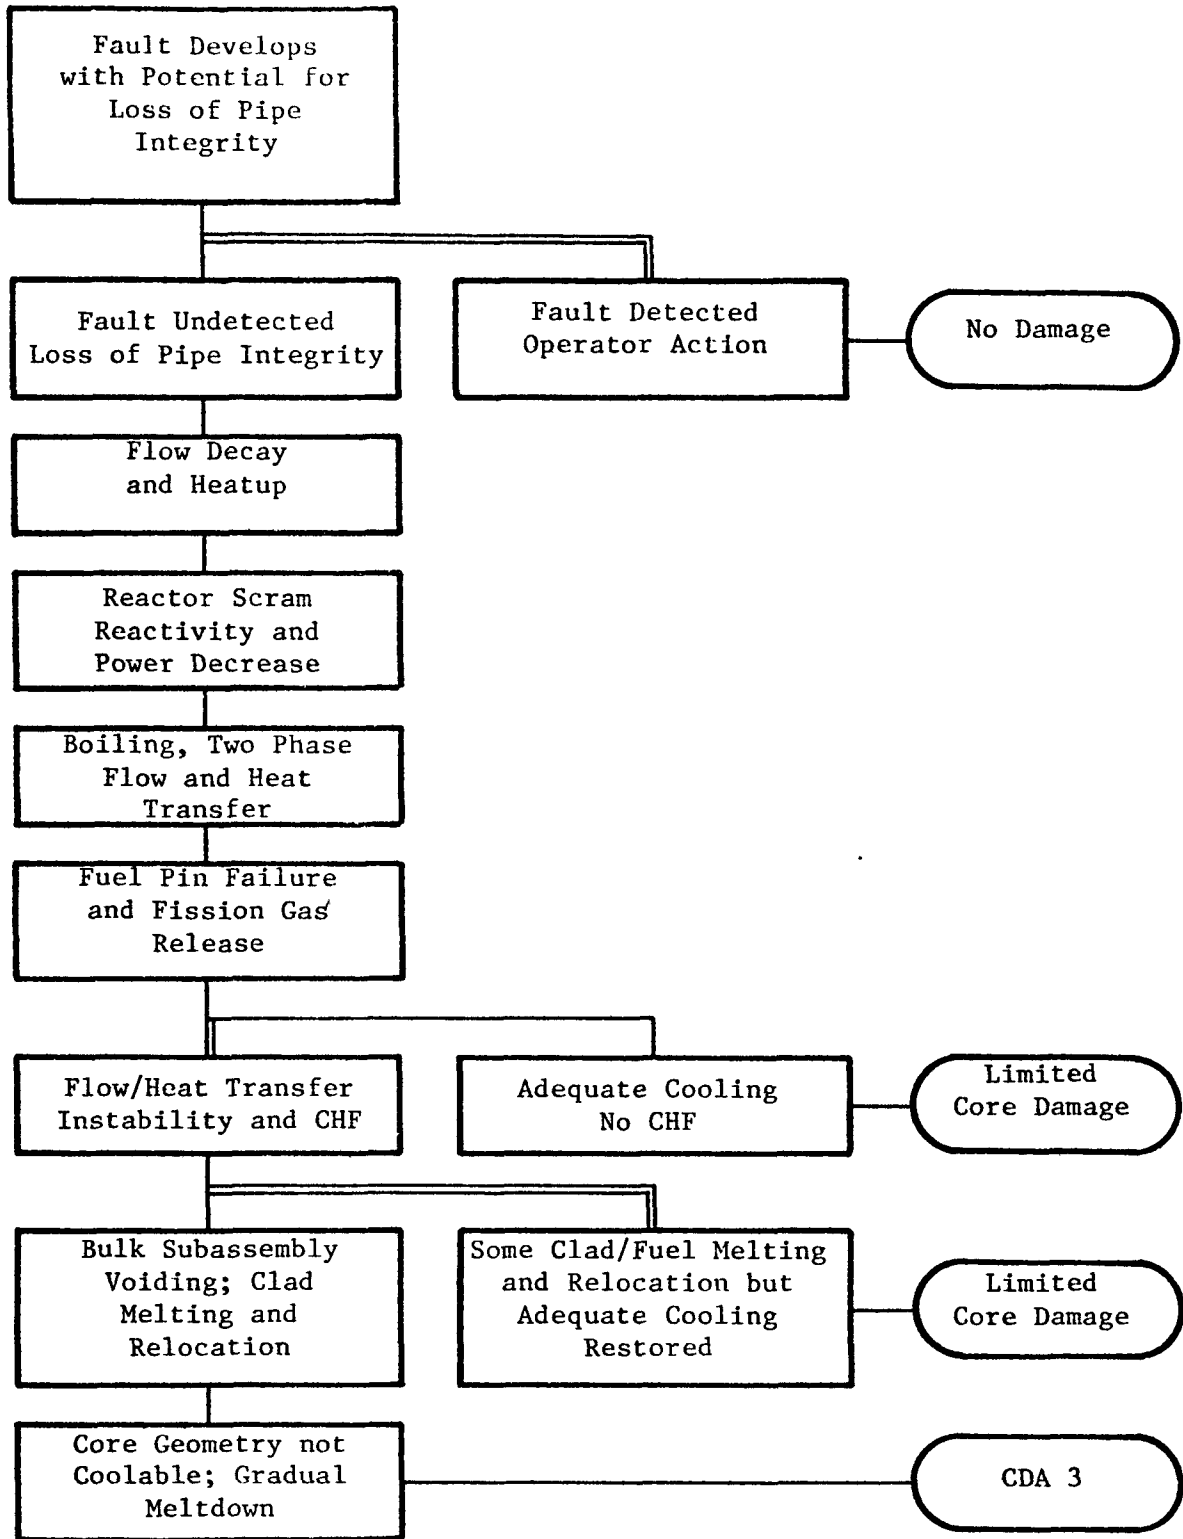 Fault Develops
with Potential for
Loss of Pipe
Integrity
Fault Undetected
Loss of Pipe Integrity
Fault Detected
Operator Action
No Damage
Flow Decay
and Heatup
Reactor Scram
Reactivity and
Power Decrease
Boiling, Two Phase
Flow and Heat
Transfer
Fuel Pin Failure
and Fission Gas
Release
Flow/Heat Transfer
Instability and CHF
Adequate Cooling
No CHF
Limited
Core Damage
Bulk Subassembly
Voiding; Clad
Melting and
Relocation
Some Clad/Fuel Melting
and Relocation but
Adequate Cooling
Restored
Limited
Core Damage
Core Geometry not
Coolable; Gradual
Meltdown
CDA 3